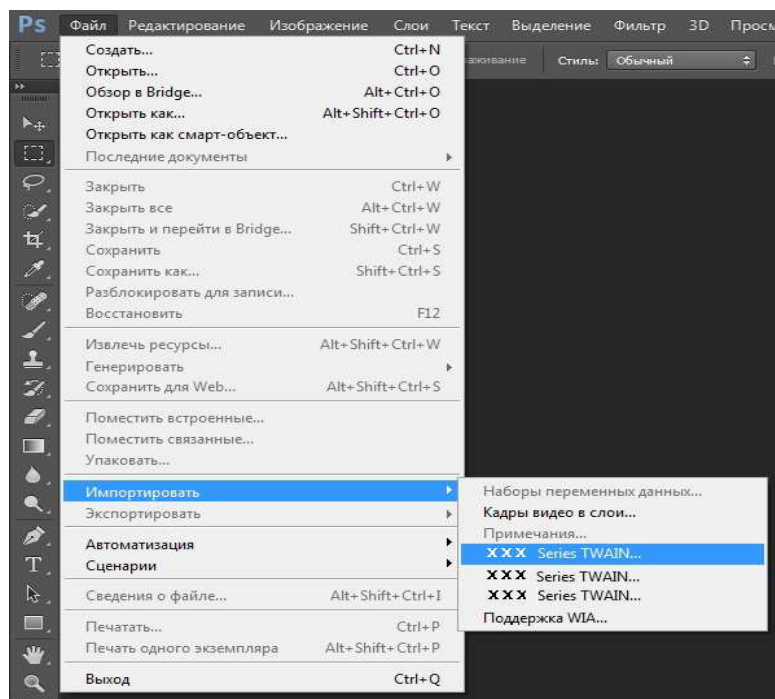 Ps Файл Редактирование Изображение Слои Текст Выделение Фильтр 3D
Стиль: Обычный
Создать... Ctrl+N
Открыть... Ctrl+O
Обзор в Bridge... Alt+Ctrl+O
Открыть как... Alt+Shift+Ctrl+O
Открыть как смарт-объект...
Последние документы
Закрыть Ctrl+W
Закрыть все Alt+Ctrl+W
Закрыть и перейти в Bridge... Shift+Ctrl+W
Сохранить Ctrl+S
Сохранить как... Shift+Ctrl+S
Разблокировать для записи...
Восстановить F12
Извлечь ресурсы... Alt+Shift+Ctrl+W
Генерировать
Сохранить для Web... Alt+Shift+Ctrl+S
Поместить встроенные...
Поместить связанные...
Упаковать...
Импортировать
Экспортировать
Автоматизация
Сценарии
Сведения о файле... Alt+Shift+Ctrl+I
Печатать... Ctrl+P
Печать одного экземпляра Alt+Shift+Ctrl+P
Выход Ctrl+Q
Наборы переменных данных...
Кадры видео в слои...
Примечания...
XXX Series TWAIN...
XXX Series TWAIN...
XXX Series TWAIN...
Поддержка WIA...